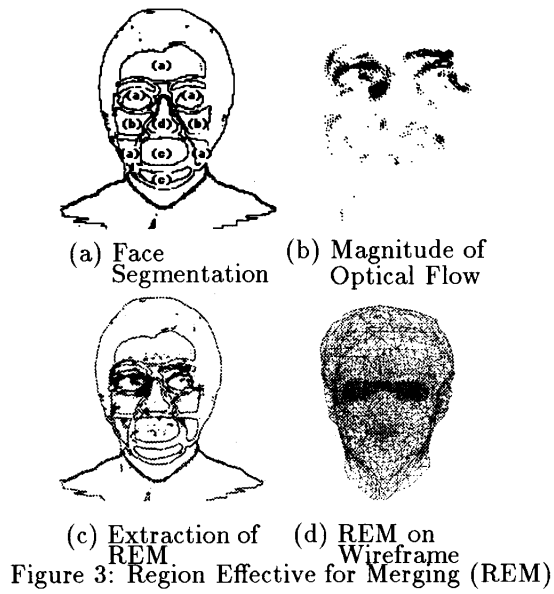 (a)
(a) (a)
(b) (d) (b)
(a) (e) (a)
(c)
(a) Face
Segmentation
(b) Magnitude of
Optical Flow
(c) Extraction of
REM
(d) REM on
Wireframe
Figure 3: Region Effective for Merging (REM)